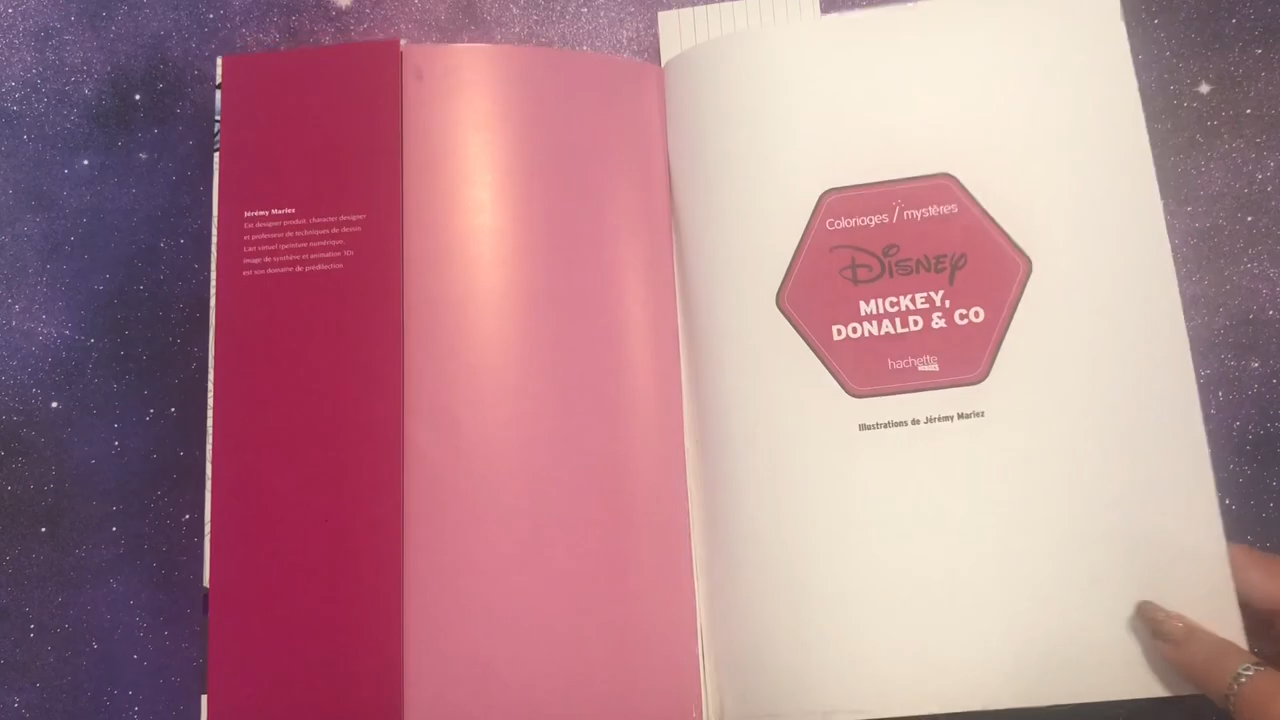 Jérémy Mariez
Est designer produit, character designer
et professeur de techniques de dessin.
L'art visuel (peinture numérique,
image de synthèse et animation 3D)
est son domaine de prédilection.
Coloriages mystères
Disney
MICKEY,
DONALD & CO
hachette
HEROES
Illustrations de Jérémy Mariez